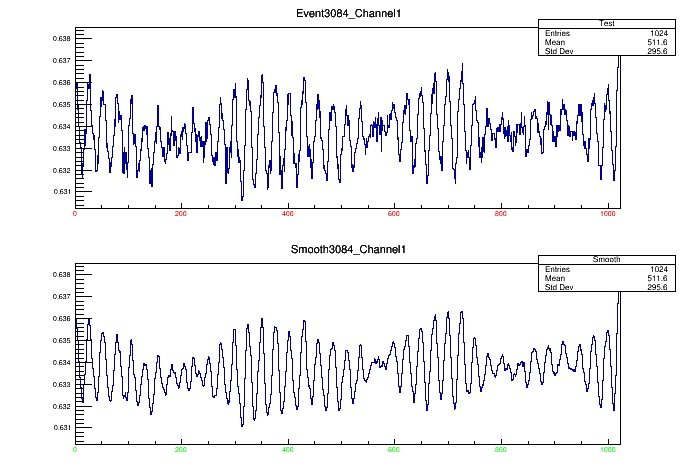 Event3084_Channel1
Test
Entries 1024
Mean 511.6
Std Dev 295.6
0.638
0.637
0.636
0.635
0.634
0.633
0.632
0.631
0 200 400 600 800 1000
Smooth3084_Channel1
Smooth
Entries 1024
Mean 511.6
Std Dev 295.6
0.638
0.637
0.636
0.635
0.634
0.633
0.632
0.631
0 200 400 600 800 1000